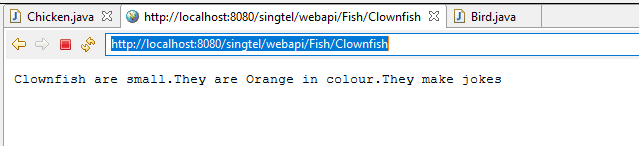 Chicken.java
http://localhost:8080/singtel/webapi/Fish/Clownfish
Bird.java
http://localhost:8080/singtel/webapi/Fish/Clownfish
Clownfish are small.They are Orange in colour.They make jokes